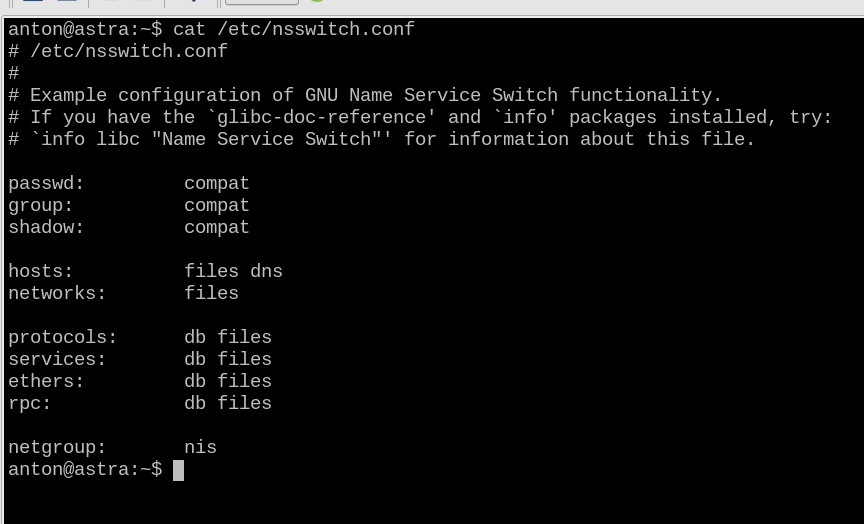 anton@astra:~$ cat /etc/nsswitch.conf
# /etc/nsswitch.conf
#
# Example configuration of GNU Name Service Switch functionality.
# If you have the `glibc-doc-reference' and `info' packages installed, try:
# `info libc "Name Service Switch"' for information about this file.

passwd:         compat
group:          compat
shadow:         compat

hosts:          files dns
networks:       files

protocols:      db files
services:       db files
ethers:         db files
rpc:            db files

netgroup:       nis
anton@astra:~$